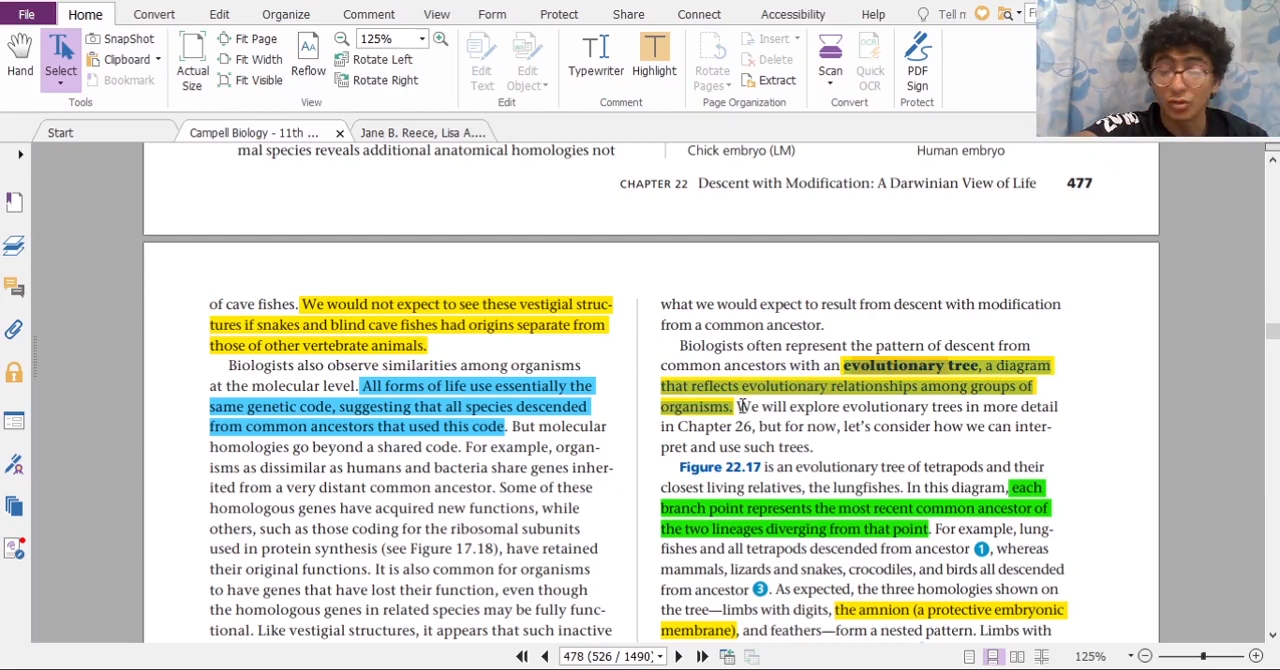 File Home Convert Edit Organize Comment View Form Protect Share Connect Accessibility Help Tell n
Hand Select SnapShot Clipboard Bookmark Actual Size Fit Page Fit Width Fit Visible Reflow 125% Rotate Left Rotate Right Edit Text Edit Object Typewriter Highlight Rotate Pages Insert Delete Extract Scan Quick OCR PDF Sign
Tools View Edit Comment Page Organization Convert Protect
Start Campell Biology - 11th ... Jane B. Reece, Lisa A....
mal species reveals additional anatomical homologies not
Chick embryo (LM) Human embryo
CHAPTER 22 Descent with Modification: A Darwinian View of Life 477
of cave fishes. We would not expect to see these vestigial struc-
tures if snakes and blind cave fishes had origins separate from
those of other vertebrate animals.
Biologists also observe similarities among organisms
at the molecular level. All forms of life use essentially the
same genetic code, suggesting that all species descended
from common ancestors that used this code. But molecular
homologies go beyond a shared code. For example, organ-
isms as dissimilar as humans and bacteria share genes inher-
ited from a very distant common ancestor. Some of these
homologous genes have acquired new functions, while
others, such as those coding for the ribosomal subunits
used in protein synthesis (see Figure 17.18), have retained
their original functions. It is also common for organisms
to have genes that have lost their function, even though
the homologous genes in related species may be fully func-
tional. Like vestigial structures, it appears that such inactive
what we would expect to result from descent with modification
from a common ancestor.
Biologists often represent the pattern of descent from
common ancestors with an evolutionary tree, a diagram
that reflects evolutionary relationships among groups of
organisms. We will explore evolutionary trees in more detail
in Chapter 26, but for now, let's consider how we can inter-
pret and use such trees.
Figure 22.17 is an evolutionary tree of tetrapods and their
closest living relatives, the lungfishes. In this diagram, each
branch point represents the most recent common ancestor of
the two lineages diverging from that point. For example, lung-
fishes and all tetrapods descended from ancestor 1, whereas
mammals, lizards and snakes, crocodiles, and birds all descended
from ancestor 3. As expected, the three homologies shown on
the tree—limbs with digits, the amnion (a protective embryonic
membrane), and feathers—form a nested pattern. Limbs with
478 (526 / 1490) 125%